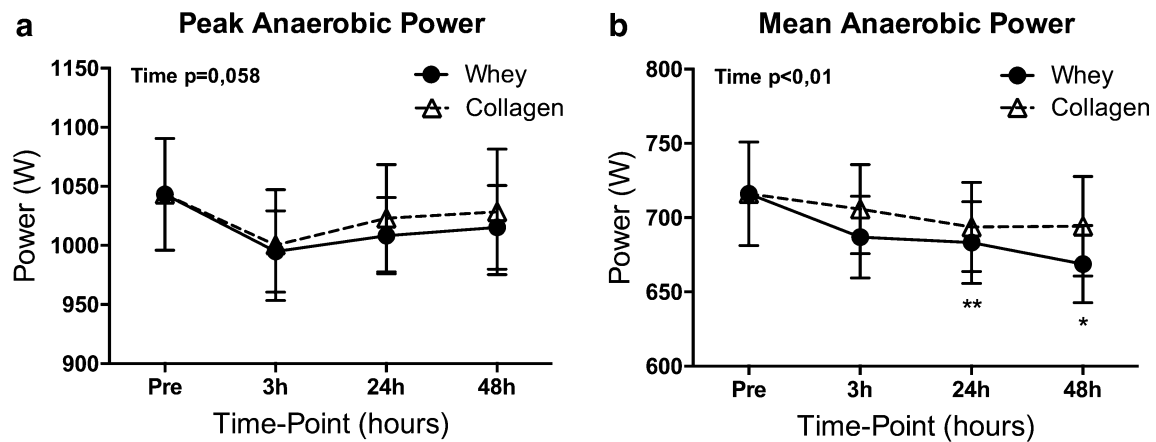 a
Peak Anaerobic Power
Time p=0,058
Whey
Collagen
1150
1100
1050
1000
950
900
Power (W)
Pre
3h
24h
48h
Time-Point (hours)
b
Mean Anaerobic Power
Time p<0,01
Whey
Collagen
800
750
700
650
600
Power (W)
**
*
Pre
3h
24h
48h
Time-Point (hours)